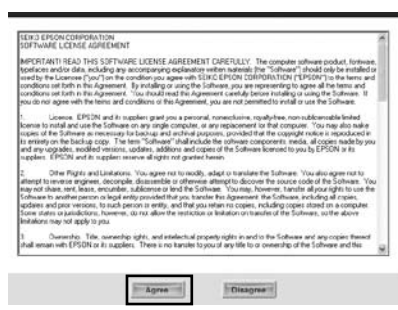 SEIKO EPSON CORPORATION
SOFTWARE LICENSE AGREEMENT
IMPORTANT! READ THIS SOFTWARE LICENSE AGREEMENT CAREFULLY. The computer software product, fontware,
typefaces and/or data, including any accompanying explanatory written materials (the "Software") should only be installed or
used by the Licensee ("you") on the condition you agree with SEIKO EPSON CORPORATION ("EPSON") to the terms and
conditions set forth in this Agreement. By installing or using the Software, you are representing to agree all the terms and
conditions set forth in this Agreement. You should read this Agreement carefully before installing or using the Software. If
you do not agree with the terms and conditions of this Agreement, you are not permitted to install or use the Software.
1. License. EPSON and its suppliers grant you a personal, nonexclusive, royalty-free, non-sublicensable limited
license to install and use the Software on any single computer, or any replacement for that computer. You may also make
copies of the Software as necessary for backup and archival purposes, provided that the copyright notice is reproduced in
its entirety on the backup copy. The term "Software" shall include the software components, media, all copies made by you
and any upgrades, modified versions, updates, additions and copies of the Software licensed to you by EPSON or its
suppliers. EPSON and its suppliers reserve all rights not granted herein.
2. Other Rights and Limitations. You agree not to modify, adapt or translate the Software. You also agree not to
attempt to reverse engineer, decompile, disassemble or otherwise attempt to discover the source code of the Software. You
may not share, rent, lease, encumber, sublicense or lend the Software. You may, however, transfer all your rights to use the
Software to another person or legal entity provided that you transfer this Agreement, the Software, including all copies,
updates and prior versions, to such person or entity, and that you retain no copies, including copies stored on a computer.
Some states or jurisdictions, however, do not allow the restriction or limitation on transfer of the Software, so the above
limitations may not apply to you.
3. Ownership. Title, ownership rights, and intellectual property rights in and to the Software and any copies thereof
shall remain with EPSON or its suppliers. There is no transfer to you of any title to or ownership of the Software and this
Agree Disagree